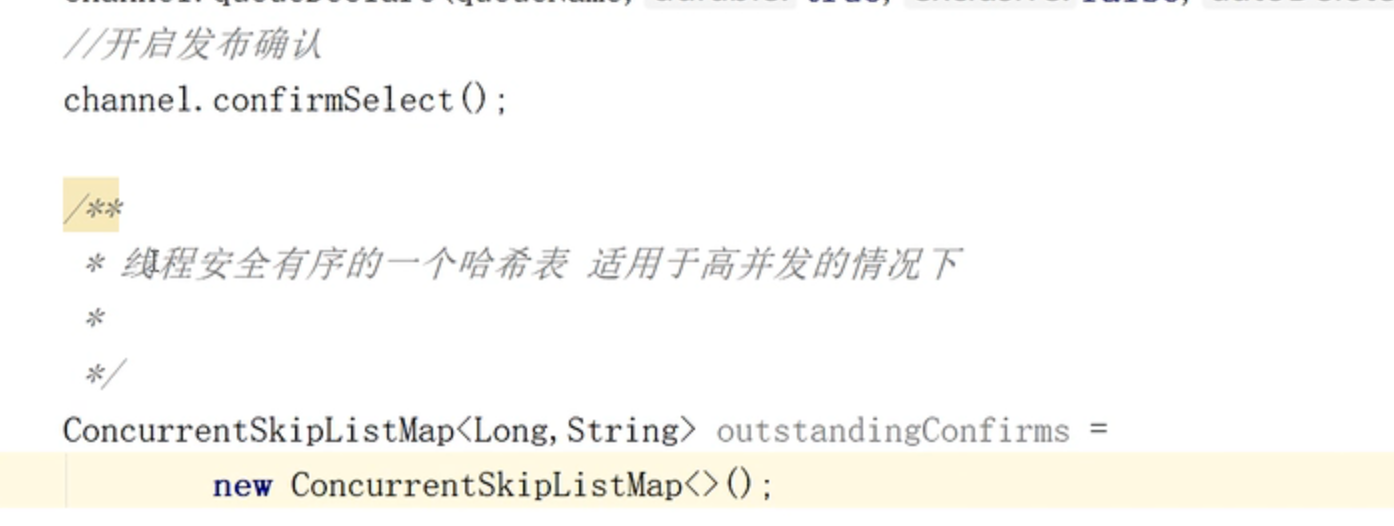 //开启发布确认
channel.confirmSelect();
/**
* 线程安全有序的一个哈希表 适用于高并发的情况下
*
*/
ConcurrentSkipListMap<Long,String> outstandingConfirms =
new ConcurrentSkipListMap<>();